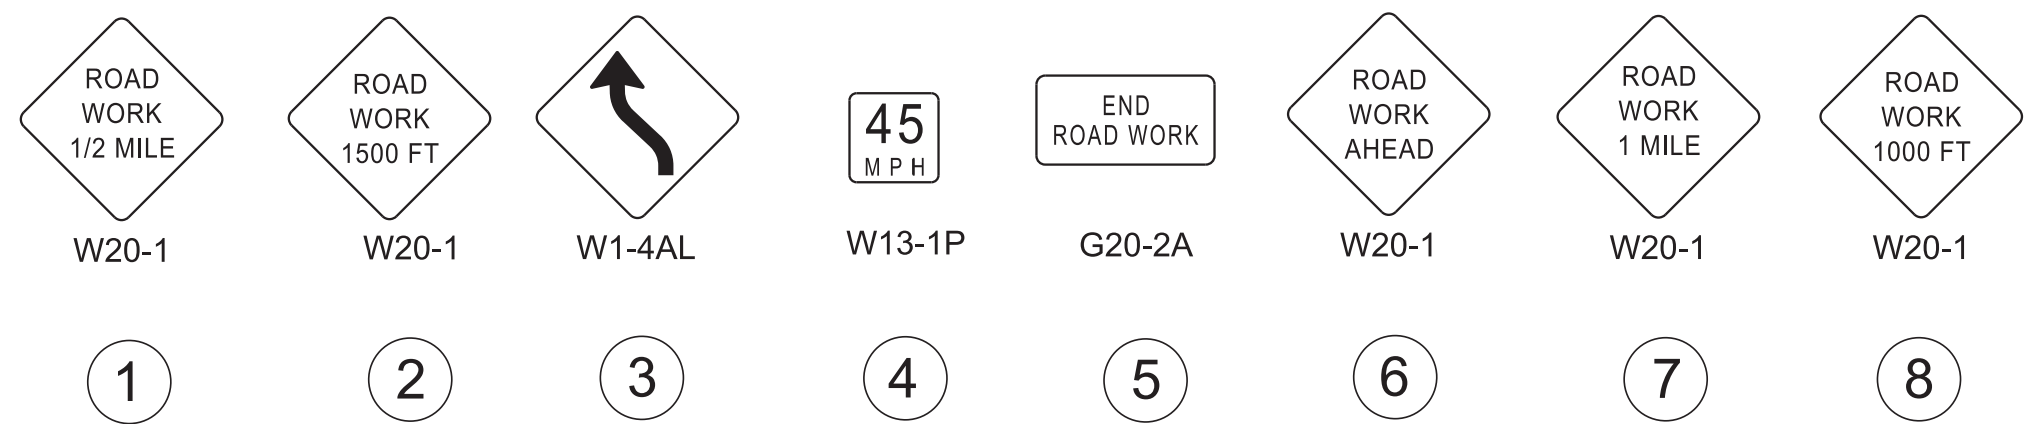 ROAD
WORK
1/2 MILE
W20-1
1
ROAD
WORK
1500 FT
W20-1
2
W1-4AL
3
45
MPH
W13-1P
4
END
ROAD WORK
G20-2A
5
ROAD
WORK
AHEAD
W20-1
6
ROAD
WORK
1 MILE
W20-1
7
ROAD
WORK
1000 FT
W20-1
8